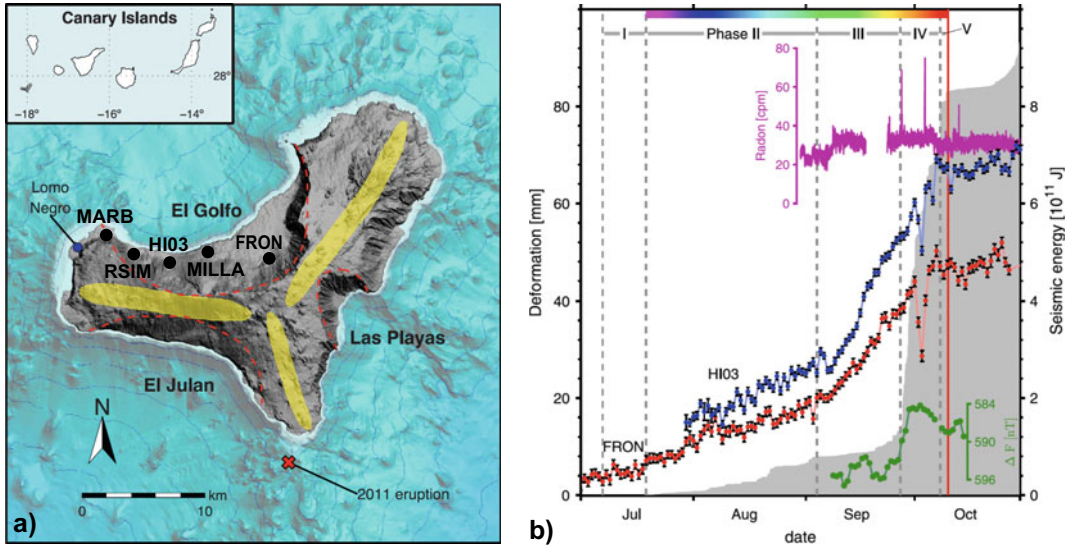 Canary Islands
28°
-18°
-16°
-14°
Lomo
Negro
MARB
El Golfo
HI03
FRON
RSIM
MILLA
Las Playas
El Julan
N
2011 eruption
km
0
10
a)
I
Phase II
III
IV
V
80
60
40
20
0
Radon [cpm]
80
60
40
20
0
Deformation [mm]
8
6
4
2
0
Seismic energy [10¹¹ J]
HI03
FRON
584
590
596
Δ F [nT]
Jul
Aug
Sep
Oct
date
b)